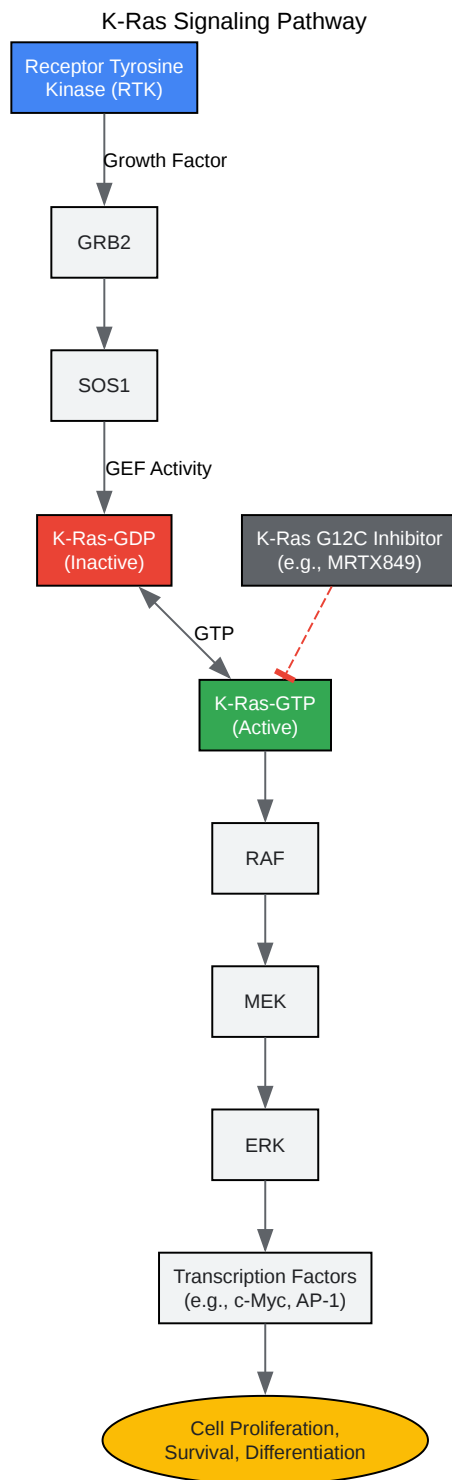 K-Ras Signaling Pathway
Receptor Tyrosine
Kinase (RTK)
Growth Factor
GRB2
SOS1
GEF Activity
K-Ras-GDP
(Inactive)
K-Ras G12C Inhibitor
(e.g., MRTX849)
GTP
K-Ras-GTP
(Active)
RAF
MEK
ERK
Transcription Factors
(e.g., c-Myc, AP-1)
Cell Proliferation,
Survival, Differentiation